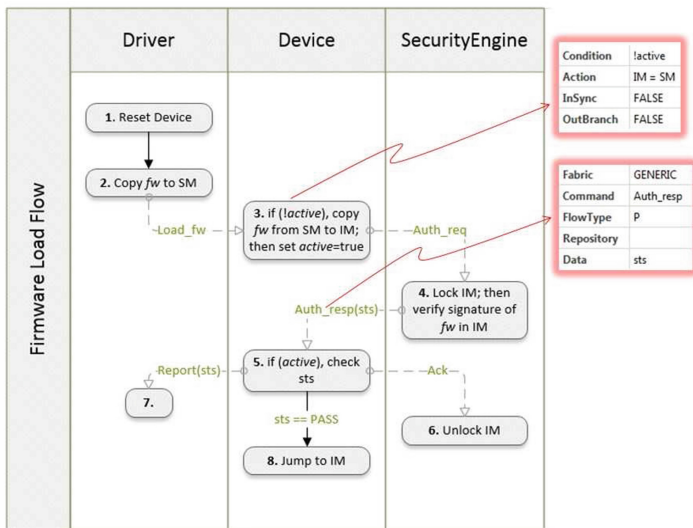 Firmware Load Flow
Driver
Device
SecurityEngine
1. Reset Device
2. Copy fw to SM
Load_fw
3. if (!active), copy
fw from SM to IM;
then set active=true
Auth_req
4. Lock IM; then
verify signature of
fw in IM
Auth_resp(sts)
5. if (active), check
sts
Report(sts)
Ack
7.
6. Unlock IM
sts == PASS
8. Jump to IM
Condition !active
Action IM = SM
InSync FALSE
OutBranch FALSE
Fabric GENERIC
Command Auth_resp
FlowType P
Repository
Data sts